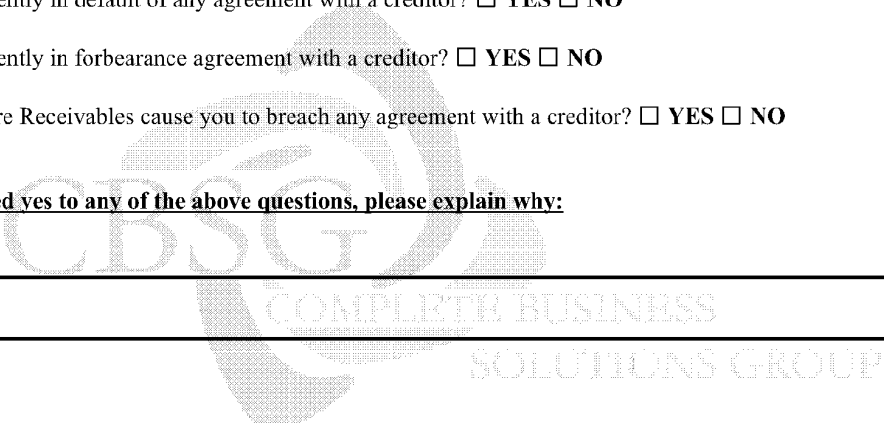 ently in default of any agreement with a creditor? ☐ YES ☐ NO
ently in forbearance agreement with a creditor? ☐ YES ☐ NO
re Receivables cause you to breach any agreement with a creditor? ☐ YES ☐ NO
ed yes to any of the above questions, please explain why:
CBSG
COMPLETE BUSINESS
SOLUTIONS GROUP